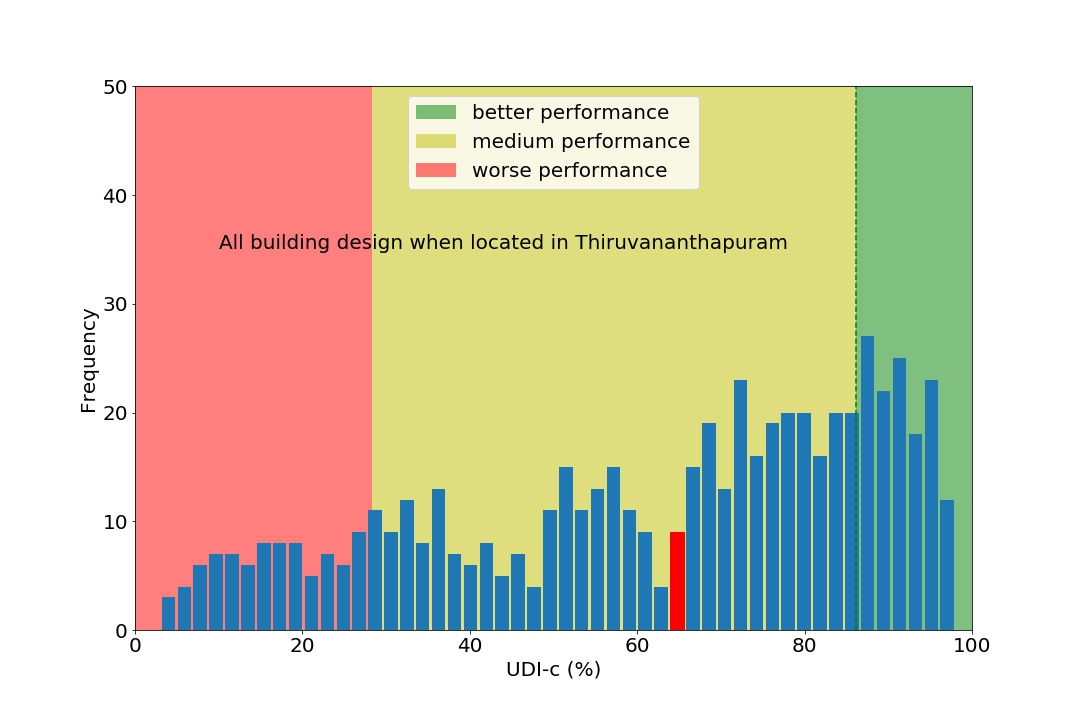 better performance
medium performance
worse performance
All building design when located in Thiruvananthapuram
Frequency
50
40
30
20
10
0
0 20 40 60 80 100
UDI-c (%)